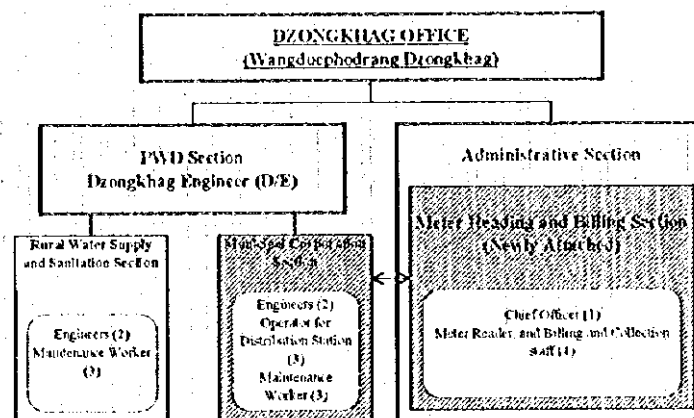 DZONGKHAG OFFICE
(Wangduephodrang Dzongkhag)
PWD Section
Dzongkhag Engineer (D/E)
Administrative Section
Rural Water Supply
and Sanitation Section
Engineers (2)
Maintenance Worker
(3)
Municipal Corporation
Section
Engineers (2)
Operator for
Distribution Station
(3)
Maintenance
Worker (3)
Meter Reading and Billing Section
(Newly Attached)
Chief Officer (1)
Meter Reader, and Billing and Collection
staff (4)